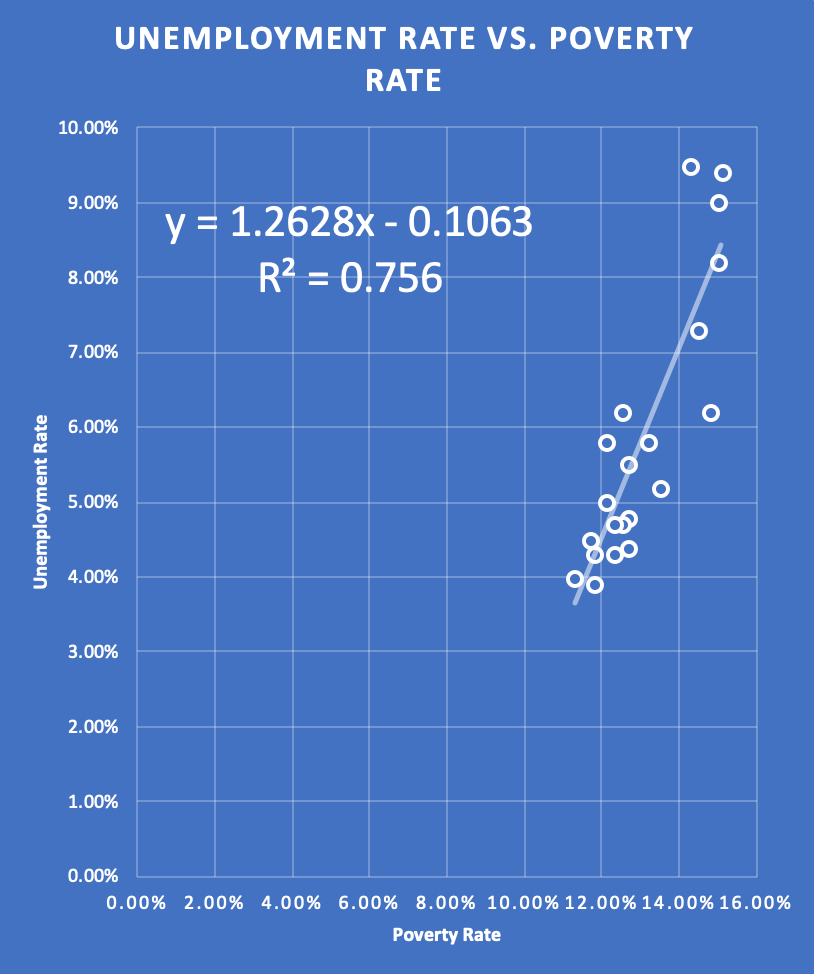 UNEMPLOYMENT RATE VS. POVERTY
RATE
10.00%
9.00%
y = 1.2628x - 0.1063
8.00%
R² = 0.756
7.00%
6.00%
5.00%
4.00%
3.00%
2.00%
1.00%
0.00%
Unemployment Rate
0.00% 2.00% 4.00% 6.00% 8.00% 10.00% 12.00% 14.00% 16.00%
Poverty Rate